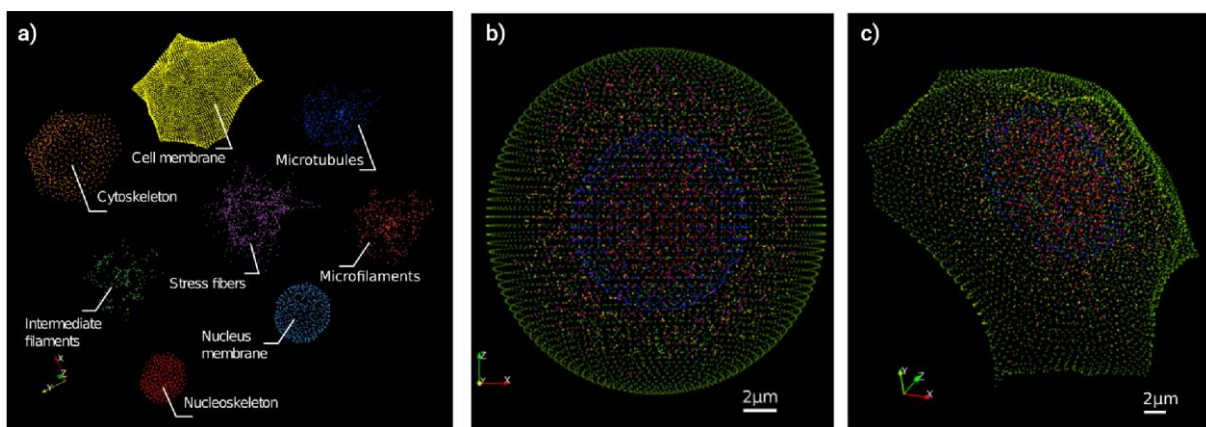 a)
Cell membrane
Microtubules
Cytoskeleton
Stress fibers
Microfilaments
Intermediate
filaments
Nucleus
membrane
Nucleoskeleton
X
Z
Y
b)
Z
Y
X
2μm
c)
Y
Z
X
2μm